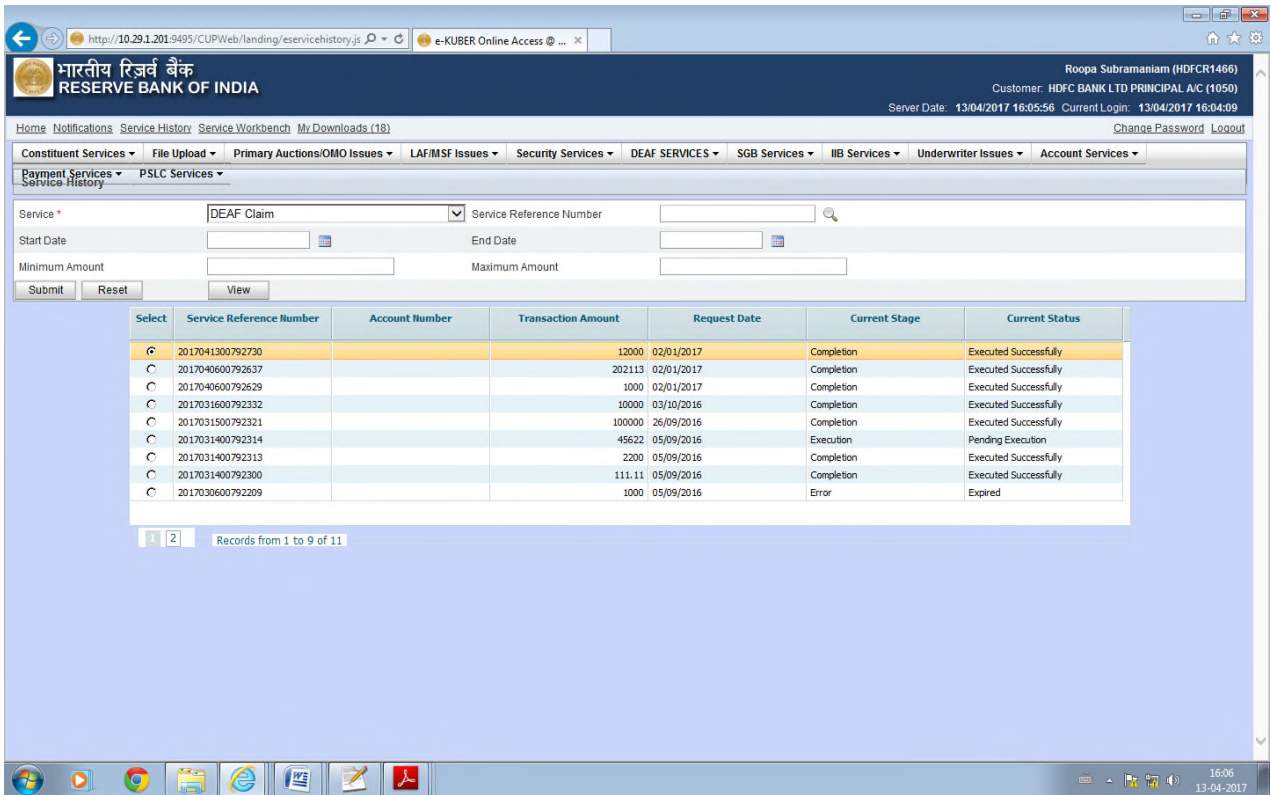 http://10.29.1.201:9495/CUPWeb/landing/eservicehistory.js
e-KUBER Online Access @ ...
भारतीय रिज़र्व बैंक
RESERVE BANK OF INDIA
Roopa Subramaniam (HDFCR1466)
Customer: HDFC BANK LTD PRINCIPAL A/C (1050)
Server Date: 13/04/2017 16:05:56 Current Login: 13/04/2017 16:04:09
Home Notifications Service History Service Workbench My Downloads (18) Change Password Logout
Constituent Services File Upload Primary Auctions/OMO Issues LAF/MSF Issues Security Services DEAF SERVICES SGB Services IIB Services Underwriter Issues Account Services
Payment Services PSLC Services
Service History
Service * DEAF Claim Service Reference Number
Start Date End Date
Minimum Amount Maximum Amount
Submit Reset View
Select Service Reference Number Account Number Transaction Amount Request Date Current Stage Current Status
2017041300792730 12000 02/01/2017 Completion Executed Successfully
2017040600792637 202113 02/01/2017 Completion Executed Successfully
2017040600792629 1000 02/01/2017 Completion Executed Successfully
2017031600792332 10000 03/10/2016 Completion Executed Successfully
2017031500792321 100000 26/09/2016 Completion Executed Successfully
2017031400792314 45622 05/09/2016 Execution Pending Execution
2017031400792313 2200 05/09/2016 Completion Executed Successfully
2017031400792300 111.11 05/09/2016 Completion Executed Successfully
2017030600792209 1000 05/09/2016 Error Expired
1 2 Records from 1 to 9 of 11
16:06
13-04-2017